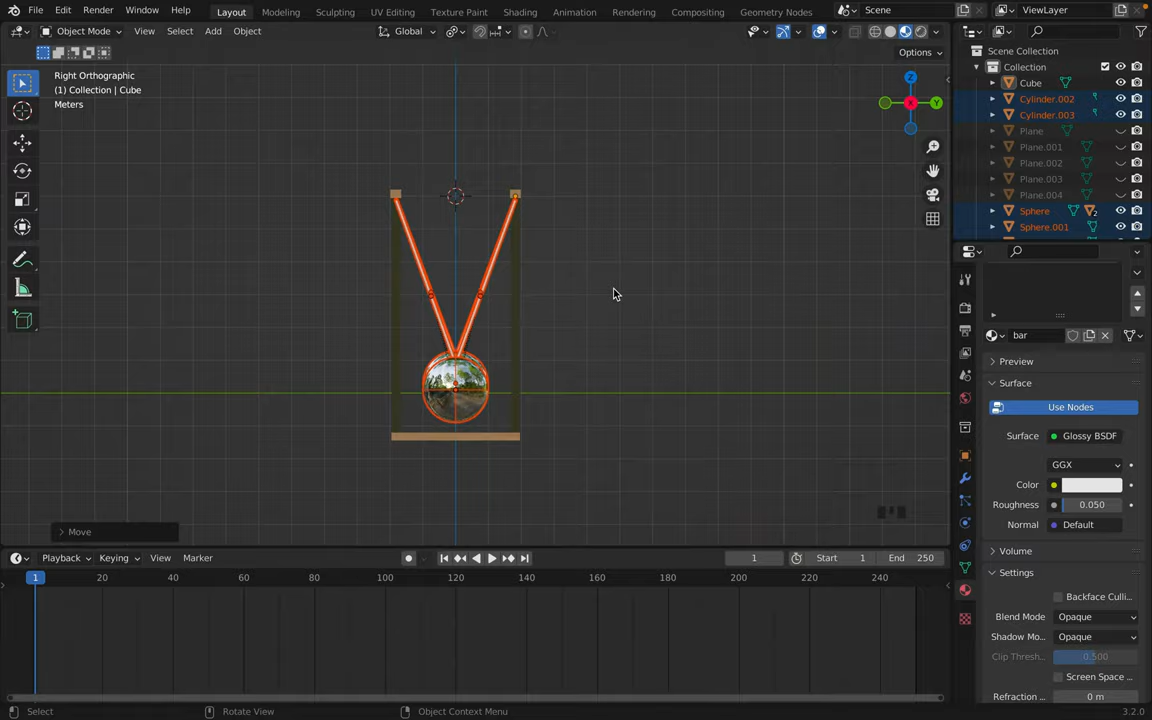 File Edit Render Window Help Layout Modeling Sculpting UV Editing Texture Paint Shading Animation Rendering Compositing Geometry Nodes Scene ViewLayer
Object Mode View Select Add Object Global
Options
Right Orthographic
(1) Collection | Cube
Meters
Z
X
Y
Move
Scene Collection
Collection
Cube
Cylinder.002
Cylinder.003
Plane
Plane.001
Plane.002
Plane.003
Plane.004
Sphere 2
Sphere.001
bar
Preview
Surface
Use Nodes
Surface Glossy BSDF
GGX
Color
Roughness 0.050
Normal Default
Volume
Settings
Backface Culli...
Blend Mode Opaque
Shadow Mo... Opaque
Clip Thresh... 0.500
Screen Space ...
Refraction ... 0 m
Playback Keying View Marker 1 Start 1 End 250
1 20 40 60 80 100 120 140 160 180 200 220 240
Select Rotate View Object Context Menu 3.2.0